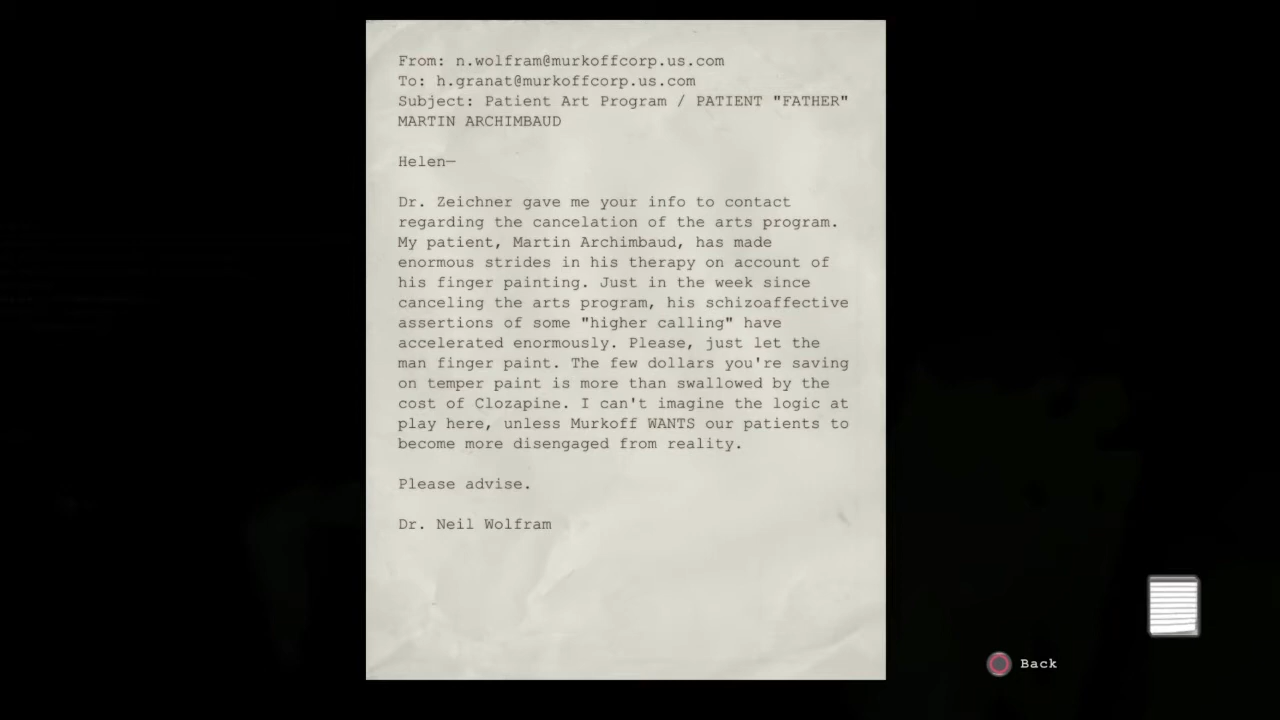 From: n.wolfram@murkoffcorp.us.com
To: h.granat@murkoffcorp.us.com
Subject: Patient Art Program / PATIENT "FATHER"
MARTIN ARCHIMBAUD
Helen—
Dr. Zeichner gave me your info to contact
regarding the cancelation of the arts program.
My patient, Martin Archimbaud, has made
enormous strides in his therapy on account of
his finger painting. Just in the week since
canceling the arts program, his schizoaffective
assertions of some "higher calling" have
accelerated enormously. Please, just let the
man finger paint. The few dollars you're saving
on temper paint is more than swallowed by the
cost of Clozapine. I can't imagine the logic at
play here, unless Murkoff WANTS our patients to
become more disengaged from reality.
Please advise.
Dr. Neil Wolfram
Back